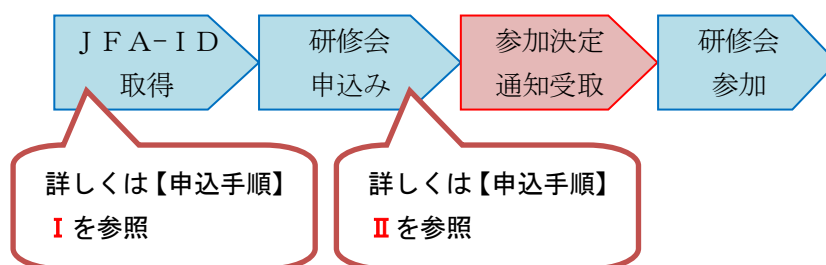 ＪＦＡ-ＩＤ
取得
研修会
申込み
参加決定
通知受取
研修会
参加
詳しくは【申込手順】
Ⅰを参照
詳しくは【申込手順】
Ⅱを参照